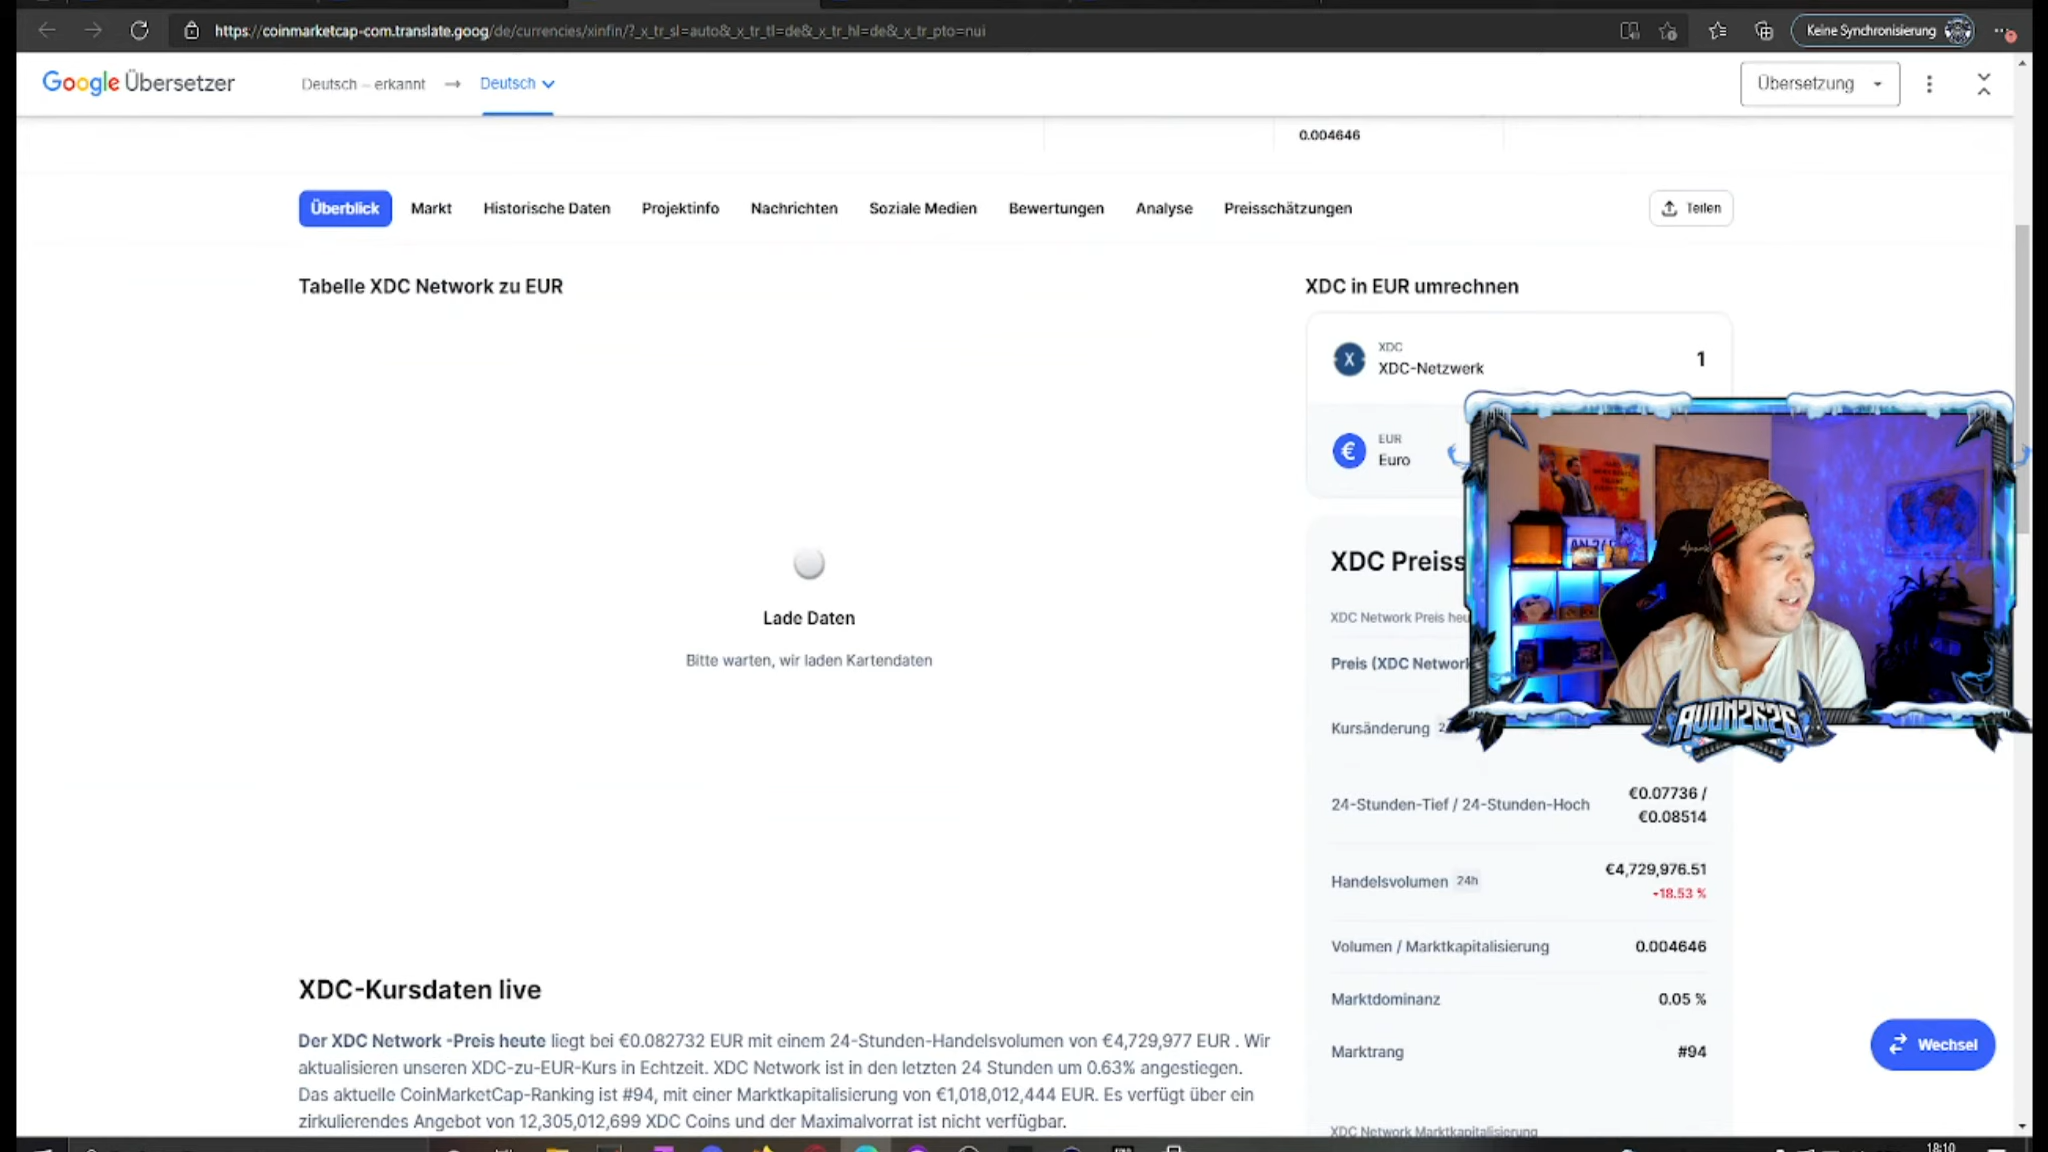 https://coinmarketcap-com.translate.goog/de/currencies/xinfin/?_x_tr_sl=auto&_x_tr_tl=de&_x_tr_hl=de&_x_tr_pto=nui
Keine Synchronisierung
Google Übersetzer
Deutsch – erkannt → Deutsch
Übersetzung
0.004646
Überblick Markt Historische Daten Projektinfo Nachrichten Soziale Medien Bewertungen Analyse Preisschätzungen
Teilen
Tabelle XDC Network zu EUR
XDC in EUR umrechnen
XDC
XDC-Netzwerk
1
EUR
Euro
Lade Daten
Bitte warten, wir laden Kartendaten
XDC Preiss
XDC Network Preis heu
Preis (XDC Network
Kursänderung
AVON2626
24-Stunden-Tief / 24-Stunden-Hoch
€0.07736 /
€0.08514
Handelsvolumen 24h
€4,729,976.51
-18.53 %
Volumen / Marktkapitalisierung
0.004646
Marktdominanz
0.05 %
Marktrang
#94
Wechsel
XDC Network Marktkapitalisierung
XDC-Kursdaten live
Der XDC Network -Preis heute liegt bei €0.082732 EUR mit einem 24-Stunden-Handelsvolumen von €4,729,977 EUR . Wir
aktualisieren unseren XDC-zu-EUR-Kurs in Echtzeit. XDC Network ist in den letzten 24 Stunden um 0.63% angestiegen.
Das aktuelle CoinMarketCap-Ranking ist #94, mit einer Marktkapitalisierung von €1,018,012,444 EUR. Es verfügt über ein
zirkulierendes Angebot von 12,305,012,699 XDC Coins und der Maximalvorrat ist nicht verfügbar.
18:10